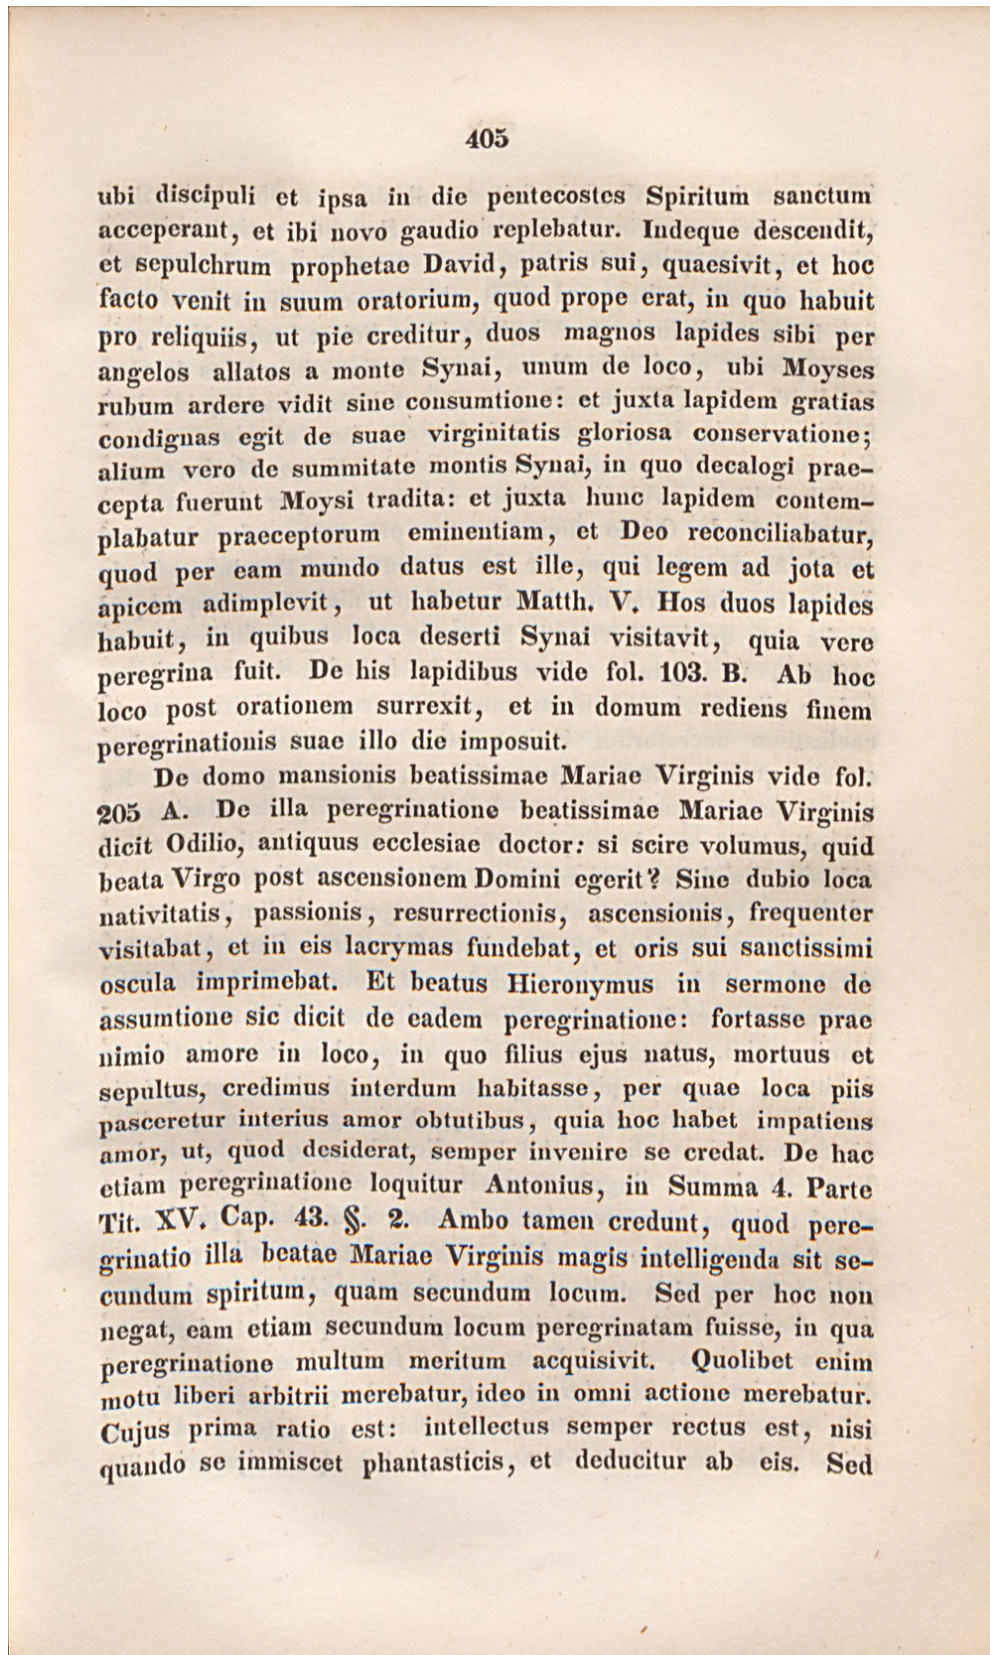 405
ubi discipuli et ipsa in die pentecostes Spiritum sanctum
acceperant, et ibi novo gaudio replebatur. Indeque descendit,
et sepulchrum prophetae David, patris sui, quaesivit, et hoc
facto venit in suum oratorium, quod prope erat, in quo habuit
pro reliquiis, ut pie creditur, duos magnos lapides sibi per
angelos allatos a monte Synai, unum de loco, ubi Moyses
rubum ardere vidit sine consumtione: et juxta lapidem gratias
condignas egit de suae virginitatis gloriosa conservatione;
alium vero de summitate montis Synai, in quo decalogi prae-
cepta fuerunt Moysi tradita: et juxta hunc lapidem contem-
plabatur praeceptorum eminentiam, et Deo reconciliabatur,
quod per eam mundo datus est ille, qui legem ad jota et
apicem adimplevit, ut habetur Matth. V. Hos duos lapides
habuit, in quibus loca deserti Synai visitavit, quia vere
peregrina fuit. De his lapidibus vide fol. 103. B. Ab hoc
loco post orationem surrexit, et in domum rediens finem
peregrinationis suae illo die imposuit.
De domo mansionis beatissimae Mariae Virginis vide fol.
205 A. De illa peregrinatione beatissimae Mariae Virginis
dicit Odilio, antiquus ecclesiae doctor: si scire volumus, quid
beata Virgo post ascensionem Domini egerit? Sine dubio loca
nativitatis, passionis, resurrectionis, ascensionis, frequenter
visitabat, et in eis lacrymas fundebat, et oris sui sanctissimi
oscula imprimebat. Et beatus Hieronymus in sermone de
assumtione sic dicit de eadem peregrinatione: fortasse prae
nimio amore in loco, in quo filius ejus natus, mortuus et
sepultus, credimus interdum habitasse, per quae loca piis
pasceretur interius amor obtutibus, quia hoc habet impatiens
amor, ut, quod desiderat, semper invenire se credat. De hac
etiam peregrinatione loquitur Antonius, in Summa 4. Parte
Tit. XV. Cap. 43. §. 2. Ambo tamen credunt, quod pere-
grinatio illa beatae Mariae Virginis magis intelligenda sit se-
cundum spiritum, quam secundum locum. Sed per hoc non
negat, eam etiam secundum locum peregrinatam fuisse, in qua
peregrinatione multum meritum acquisivit. Quolibet enim
motu liberi arbitrii merebatur, ideo in omni actione merebatur.
Cujus prima ratio est: intellectus semper rectus est, nisi
quando se immiscet phantasticis, et deducitur ab eis. Sed